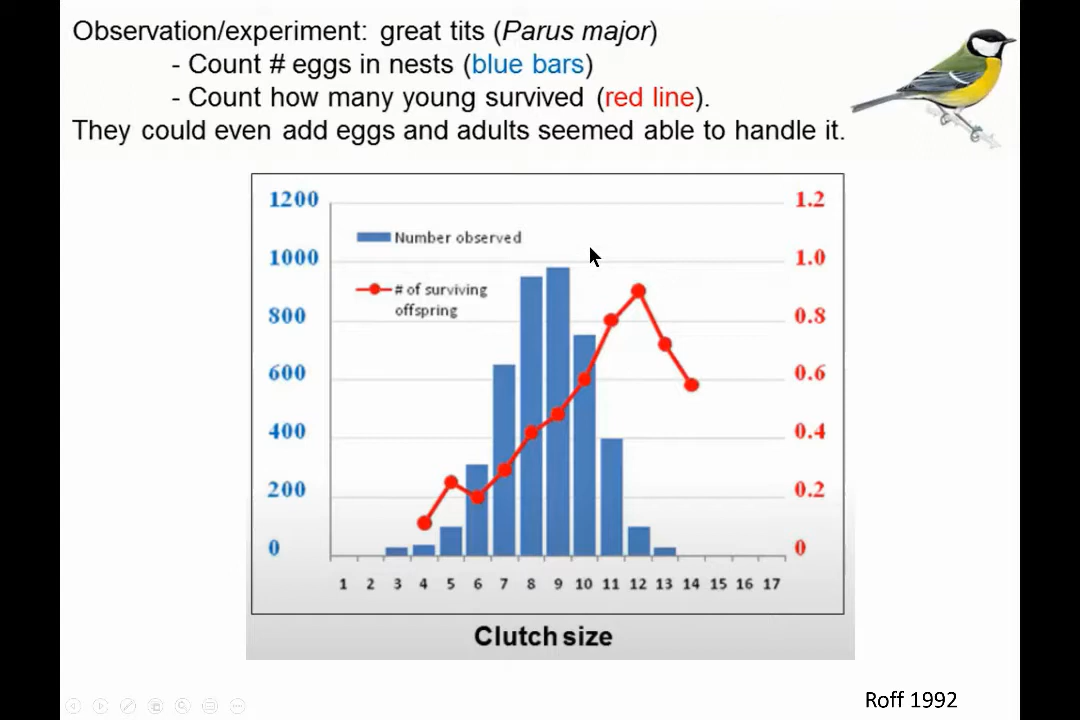 Observation/experiment: great tits (Parus major)
- Count # eggs in nests (blue bars)
- Count how many young survived (red line).
They could even add eggs and adults seemed able to handle it.
1200
1.2
Number observed
1000
1.0
# of surviving
offspring
800
0.8
600
0.6
400
0.4
200
0.2
0
0
1 2 3 4 5 6 7 8 9 10 11 12 13 14 15 16 17
Clutch size
Roff 1992